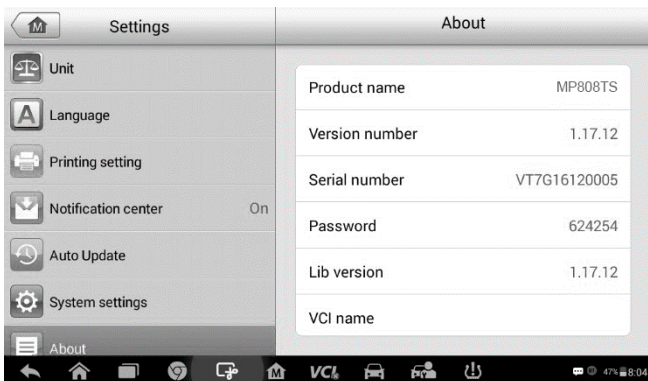 M
Settings
About
Unit
A
Language
Printing setting
Notification center On
Auto Update
System settings
About
Product name MP808TS
Version number 1.17.12
Serial number VT7G16120005
Password 624254
Lib version 1.17.12
VCI name
M VCI 47% 8:04